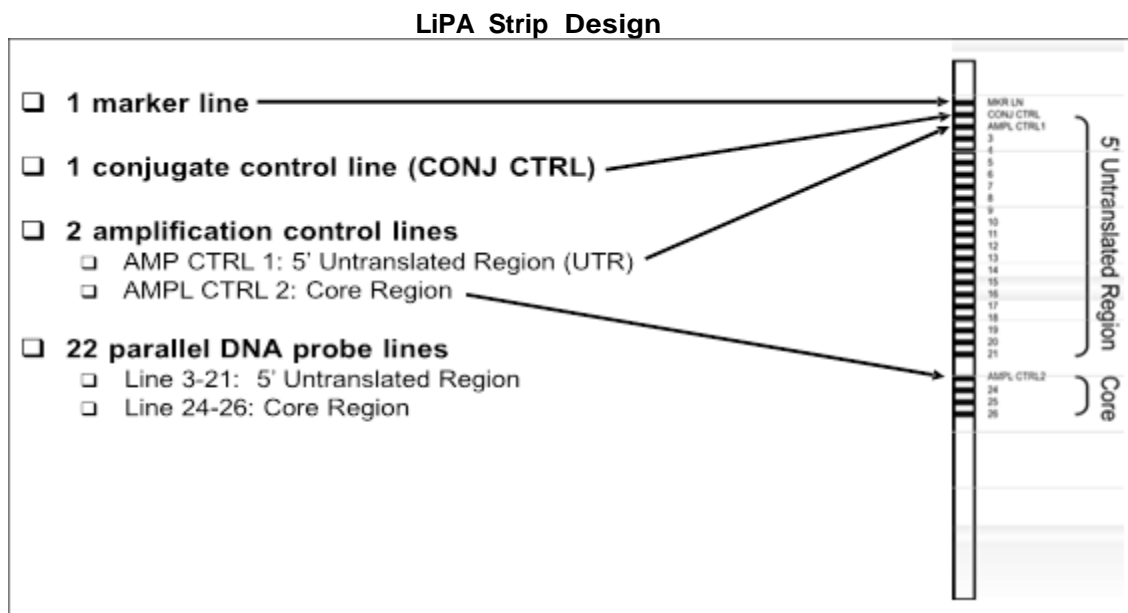 LiPA Strip Design
❑ 1 marker line
❑ 1 conjugate control line (CONJ CTRL)
❑ 2 amplification control lines
❑ AMP CTRL 1: 5' Untranslated Region (UTR)
❑ AMPL CTRL 2: Core Region
❑ 22 parallel DNA probe lines
❑ Line 3-21: 5' Untranslated Region
❑ Line 24-26: Core Region
MKR LN
CONJ CTRL
AMPL CTRL1
3
4
5
6
7
8
9
10
11
12
13
14
15
16
17
18
19
20
21
AMPL CTRL2
24
25
26
5' Untranslated Region
Core